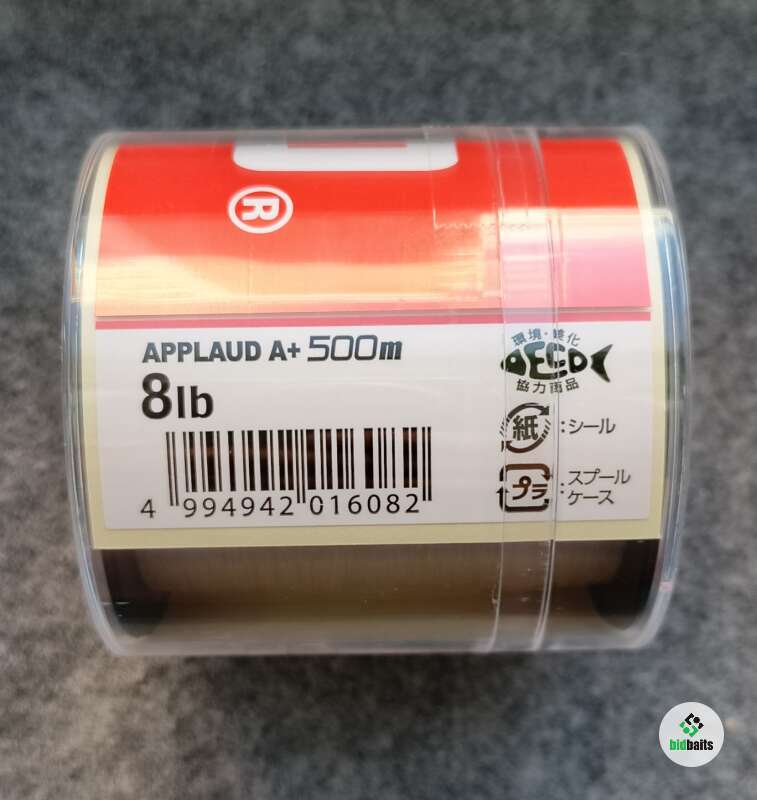 ®
APPLAUD A+ 500m
8lb
4 994942 016082
環境・美化
ECO
協力商品
紙 :シール
プラ :スプール
ケース
bidbaits